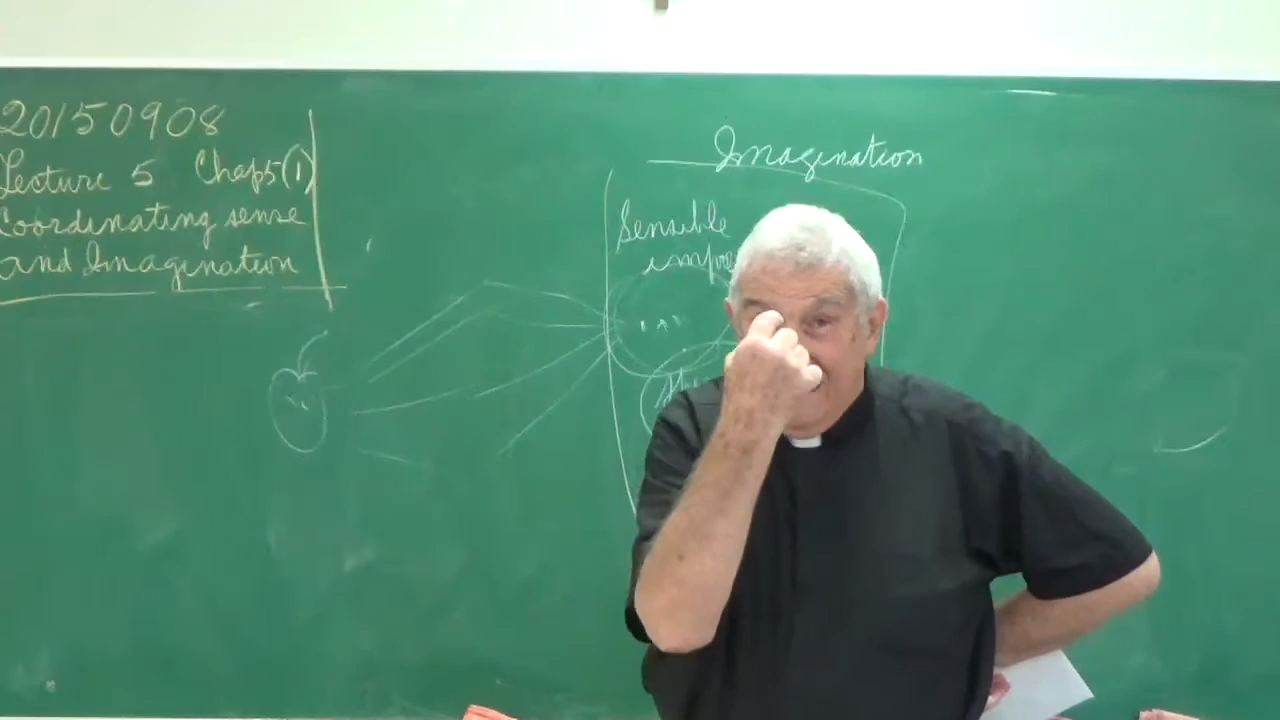 20150908
Lecture 5 Chap5(1)
Coordinating sense
and Imagination
Imagination
Sensible